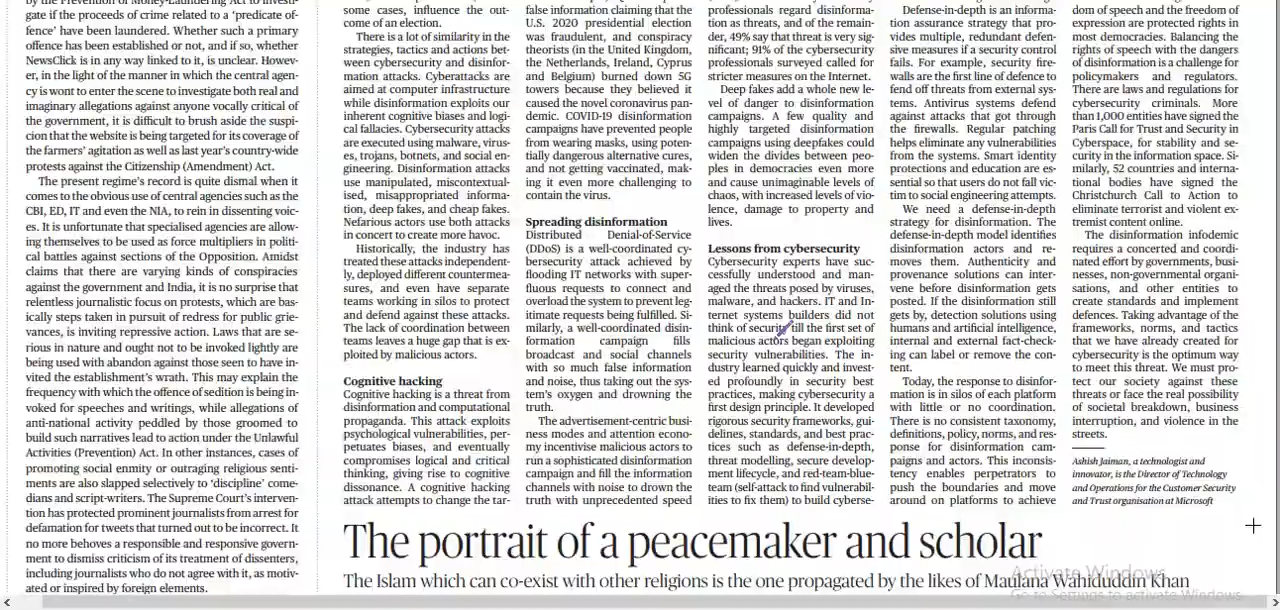 by the Prevention of Money-Laundering Act to investi-
gate if the proceeds of crime related to a ‘predicate of-
fence’ have been laundered. Whether such a primary
offence has been established or not, and if so, whether
NewsClick is in any way linked to it, is unclear. Howev-
er, in the light of the manner in which the central agen-
cy is wont to enter the scene to investigate both real and
imaginary allegations against anyone vocally critical of
the government, it is difficult to brush aside the suspi-
cion that the website is being targeted for its coverage of
the farmers’ agitation as well as last year’s country-wide
protests against the Citizenship (Amendment) Act.
The present regime’s record is quite dismal when it
comes to the obvious use of central agencies such as the
CBI, ED, IT and even the NIA, to rein in dissenting voic-
es. It is unfortunate that specialised agencies are allow-
ing themselves to be used as force multipliers in politi-
cal battles against sections of the Opposition. Amidst
claims that there are varying kinds of conspiracies
against the government and India, it is no surprise that
relentless journalistic focus on protests, which are bas-
ically steps taken in pursuit of redress for public grie-
vances, is inviting repressive action. Laws that are se-
rious in nature and ought not to be invoked lightly are
being used with abandon against those seen to have in-
vited the establishment’s wrath. This may explain the
frequency with which the offence of sedition is being in-
voked for speeches and writings, while allegations of
anti-national activity peddled by those groomed to
build such narratives lead to action under the Unlawful
Activities (Prevention) Act. In other instances, cases of
promoting social enmity or outraging religious senti-
ments are also slapped selectively to ‘discipline’ come-
dians and script-writers. The Supreme Court’s interven-
tion has protected prominent journalists from arrest for
defamation for tweets that turned out to be incorrect. It
no more behoves a responsible and responsive govern-
ment to dismiss criticism of its treatment of dissenters,
including journalists who do not agree with it, as motiv-
ated or inspired by foreign elements.
some cases, influence the out-
come of an election.
There is a lot of similarity in the
strategies, tactics and actions bet-
ween cybersecurity and disinfor-
mation attacks. Cyberattacks are
aimed at computer infrastructure
while disinformation exploits our
inherent cognitive biases and logi-
cal fallacies. Cybersecurity attacks
are executed using malware, virus-
es, trojans, botnets, and social en-
gineering. Disinformation attacks
use manipulated, miscontextual-
ised, misappropriated informa-
tion, deep fakes, and cheap fakes.
Nefarious actors use both attacks
in concert to create more havoc.
Historically, the industry has
treated these attacks independent-
ly, deployed different countermea-
sures, and even have separate
teams working in silos to protect
and defend against these attacks.
The lack of coordination between
teams leaves a huge gap that is ex-
ploited by malicious actors.
Cognitive hacking
Cognitive hacking is a threat from
disinformation and computational
propaganda. This attack exploits
psychological vulnerabilities, per-
petuates biases, and eventually
compromises logical and critical
thinking, giving rise to cognitive
dissonance. A cognitive hacking
attack attempts to change the tar-
false information claiming that the
U.S. 2020 presidential election
was fraudulent, and conspiracy
theorists (in the United Kingdom,
the Netherlands, Ireland, Cyprus
and Belgium) burned down 5G
towers because they believed it
caused the novel coronavirus pan-
demic. COVID-19 disinformation
campaigns have prevented people
from wearing masks, using poten-
tially dangerous alternative cures,
and not getting vaccinated, mak-
ing it even more challenging to
contain the virus.
Spreading disinformation
Distributed Denial-of-Service
(DDoS) is a well-coordinated cy-
bersecurity attack achieved by
flooding IT networks with super-
fluous requests to connect and
overload the system to prevent leg-
itimate requests being fulfilled. Si-
milarly, a well-coordinated disin-
formation campaign fills
broadcast and social channels
with so much false information
and noise, thus taking out the sys-
tem’s oxygen and drowning the
truth.
The advertisement-centric busi-
ness modes and attention econo-
my incentivise malicious actors to
run a sophisticated disinformation
campaign and fill the information
channels with noise to drown the
truth with unprecedented speed
professionals regard disinforma-
tion as threats, and of the remain-
der, 49% say that threat is very sig-
nificant; 91% of the cybersecurity
professionals surveyed called for
stricter measures on the Internet.
Deep fakes add a whole new le-
vel of danger to disinformation
campaigns. A few quality and
highly targeted disinformation
campaigns using deepfakes could
widen the divides between peo-
ples in democracies even more
and cause unimaginable levels of
chaos, with increased levels of vio-
lence, damage to property and
lives.
Lessons from cybersecurity
Cybersecurity experts have suc-
cessfully understood and man-
aged the threats posed by viruses,
malware, and hackers. IT and In-
ternet systems builders did not
think of security till the first set of
malicious actors began exploiting
security vulnerabilities. The in-
dustry learned quickly and invest-
ed profoundly in security best
practices, making cybersecurity a
first design principle. It developed
rigorous security frameworks, gui-
delines, standards, and best prac-
tices such as defense-in-depth,
threat modelling, secure develop-
ment lifecycle, and red-team-blue-
team (self-attack to find vulnerabil-
ities to fix them) to build cyberse-
Defense-in-depth is an informa-
tion assurance strategy that pro-
vides multiple, redundant defen-
sive measures if a security control
fails. For example, security fire-
walls are the first line of defence to
fend off threats from external sys-
tems. Antivirus systems defend
against attacks that got through
the firewalls. Regular patching
helps eliminate any vulnerabilities
from the systems. Smart identity
protections and education are es-
sential so that users do not fall vic-
tim to social engineering attempts.
We need a defense-in-depth
strategy for disinformation. The
defense-in-depth model identifies
disinformation actors and re-
moves them. Authenticity and
provenance solutions can inter-
vene before disinformation gets
posted. If the disinformation still
gets by, detection solutions using
humans and artificial intelligence,
internal and external fact-check-
ing can label or remove the con-
tent.
Today, the response to disinfor-
mation is in silos of each platform
with little or no coordination.
There is no consistent taxonomy,
definitions, policy, norms, and res-
ponse for disinformation cam-
paigns and actors. This inconsis-
tency enables perpetrators to
push the boundaries and move
around on platforms to achieve
dom of speech and the freedom of
expression are protected rights in
most democracies. Balancing the
rights of speech with the dangers
of disinformation is a challenge for
policymakers and regulators.
There are laws and regulations for
cybersecurity criminals. More
than 1,000 entities have signed the
Paris Call for Trust and Security in
Cyberspace, for stability and se-
curity in the information space. Si-
milarly, 52 countries and interna-
tional bodies have signed the
Christchurch Call to Action to
eliminate terrorist and violent ex-
tremist content online.
The disinformation infodemic
requires a concerted and coordi-
nated effort by governments, busi-
nesses, non-governmental organi-
sations, and other entities to
create standards and implement
defences. Taking advantage of the
frameworks, norms, and tactics
that we have already created for
cybersecurity is the optimum way
to meet this threat. We must pro-
tect our society against these
threats or face the real possibility
of societal breakdown, business
interruption, and violence in the
streets.
Ashish Jaiman, a technologist and
innovator, is the Director of Technology
and Operations for the Customer Security
and Trust organisation at Microsoft
The portrait of a peacemaker and scholar
The Islam which can co-exist with other religions is the one propagated by the likes of Maulana Wahiduddin Khan
Activate Windows
Go to Settings to activate Windows.